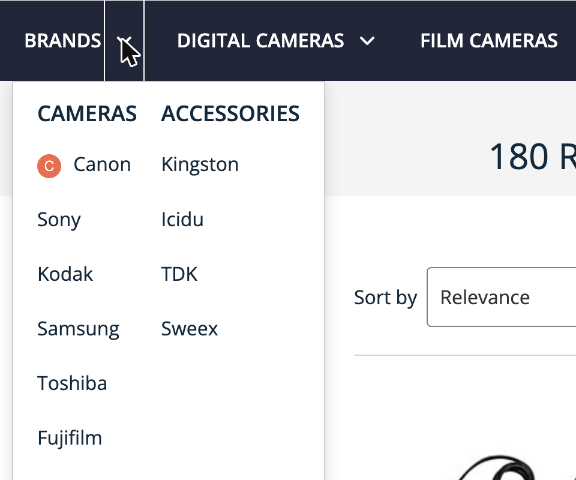 BRANDS DIGITAL CAMERAS FILM CAMERAS
CAMERAS ACCESSORIES
C Canon Kingston
Sony Icidu
Kodak TDK
Samsung Sweex
Toshiba
Fujifilm
180 R
Sort by Relevance